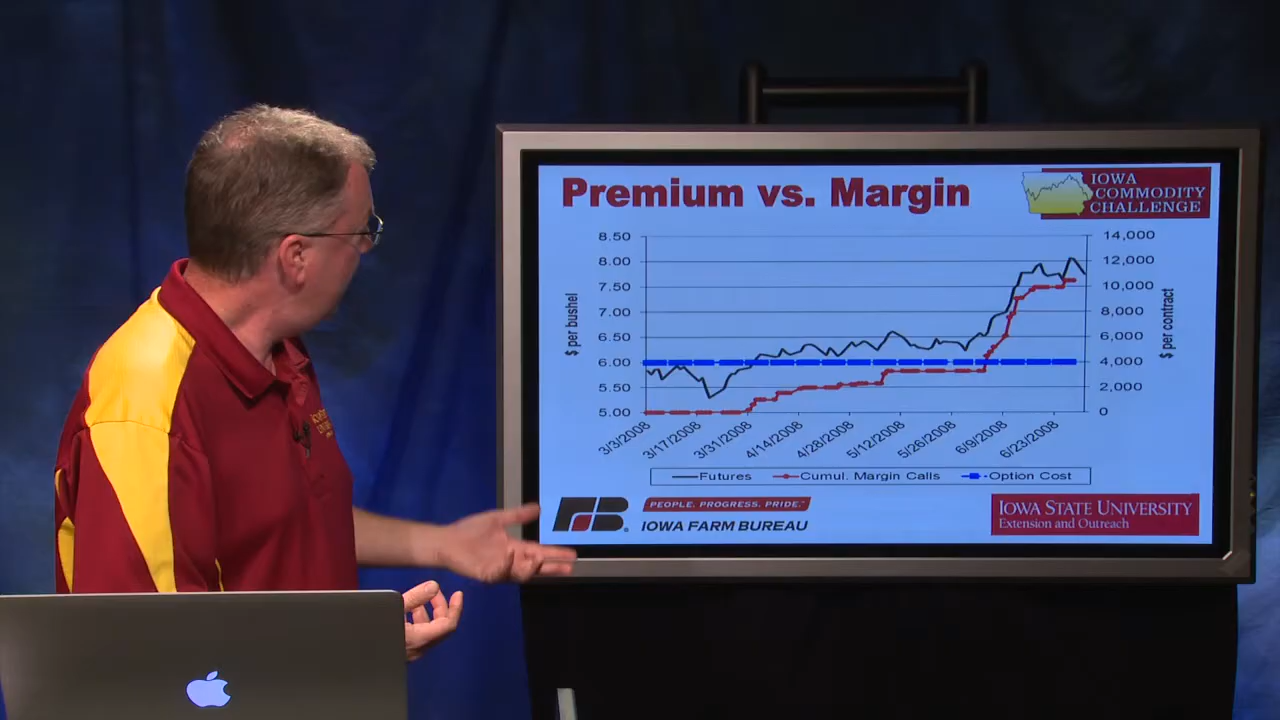 Premium vs. Margin
IOWA
COMMODITY
CHALLENGE
8.50
8.00
7.50
7.00
6.50
6.00
5.50
5.00
$ per bushel
14,000
12,000
10,000
8,000
6,000
4,000
2,000
0
$ per contract
3/3/2008
3/17/2008
3/31/2008
4/14/2008
4/28/2008
5/12/2008
5/26/2008
6/9/2008
6/23/2008
Futures
Cumul. Margin Calls
Option Cost
FB
PEOPLE. PROGRESS. PRIDE.
IOWA FARM BUREAU
IOWA STATE UNIVERSITY
Extension and Outreach